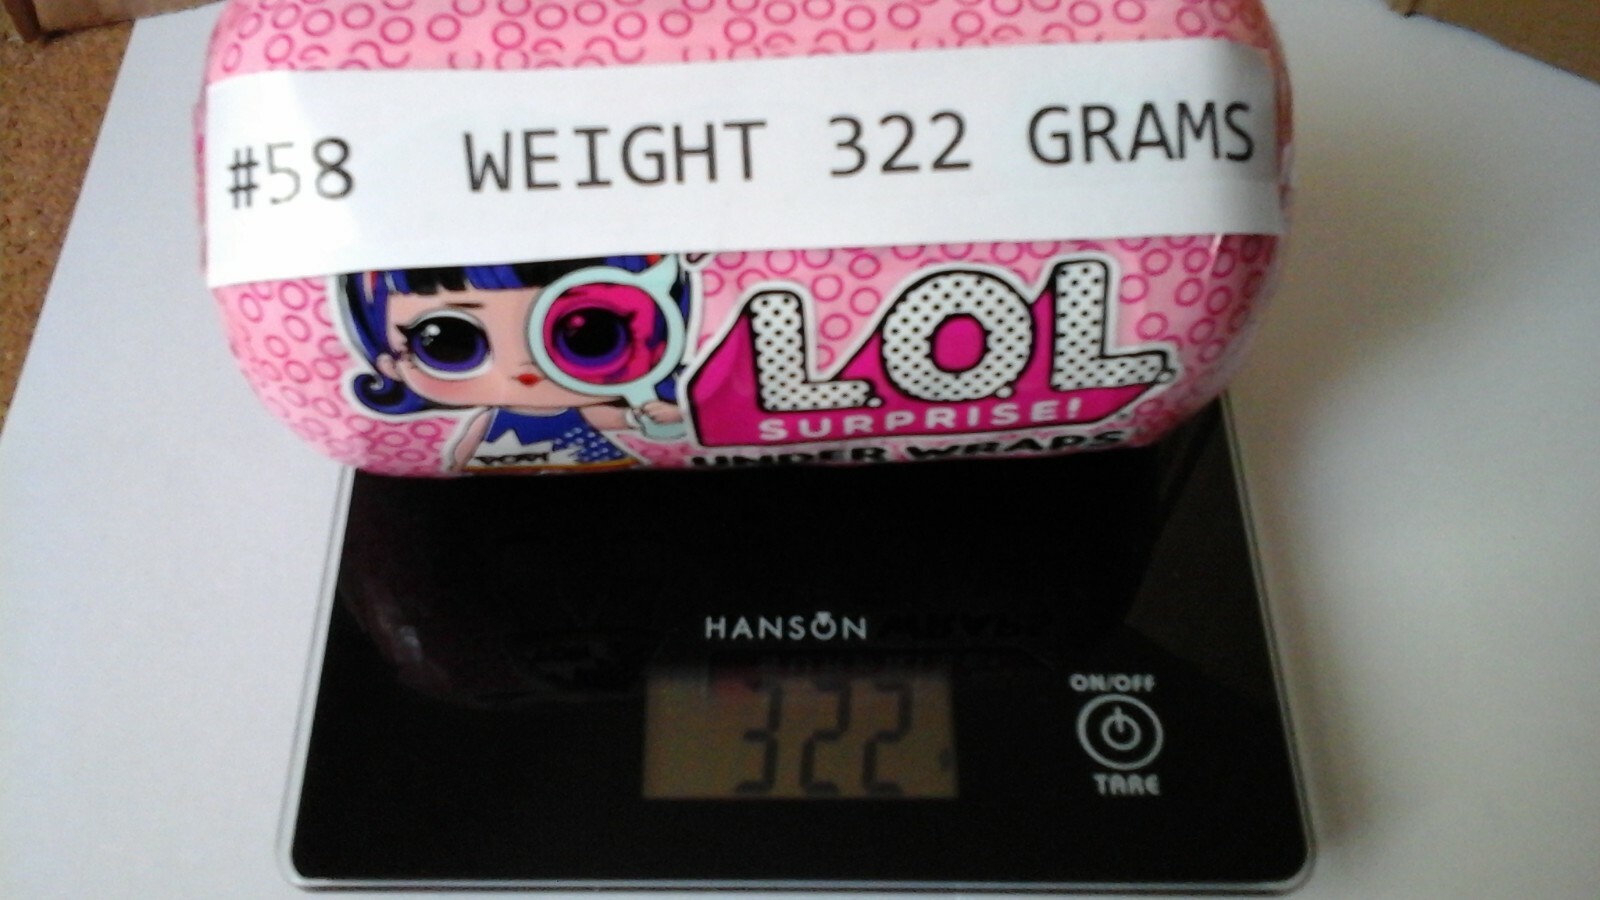 #58 WEIGHT 322 GRAMS
L.O.L.
SURPRISE!
UNDER WRAPS
HANSON
322
ON/OFF
TARE